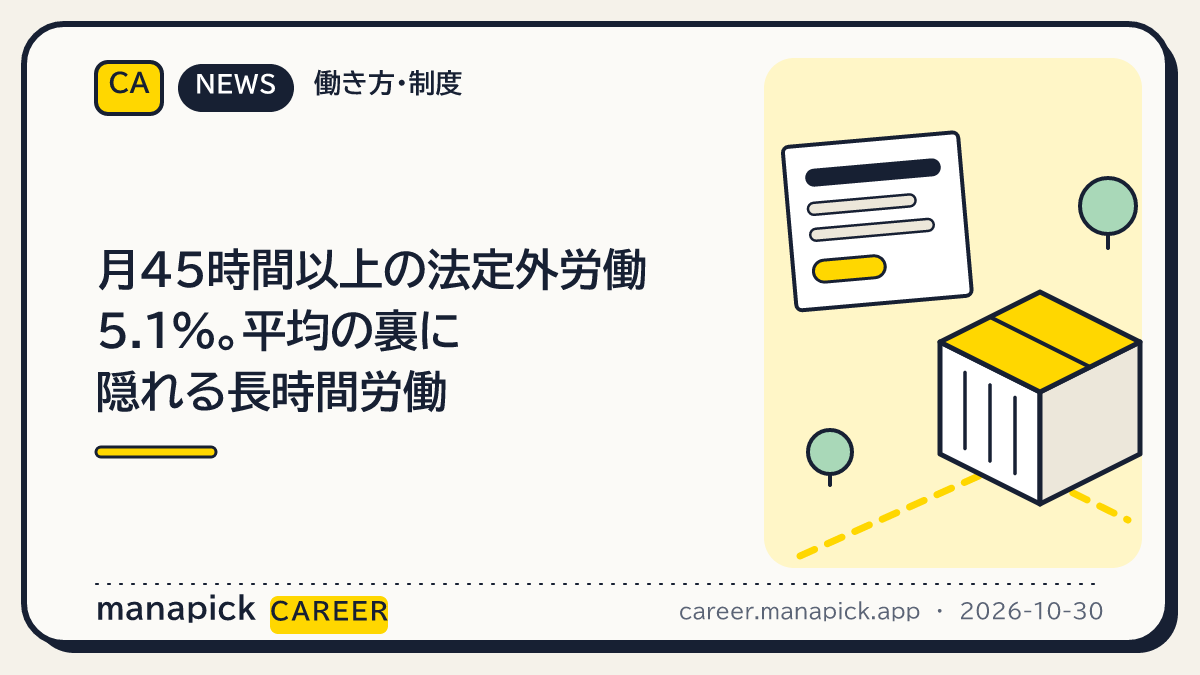 CA NEWS 働き方・制度
月45時間以上の法定外労働
5.1%。平均の裏に
隠れる長時間労働
manapick CAREER career.manapick.app ・ 2026-10-30